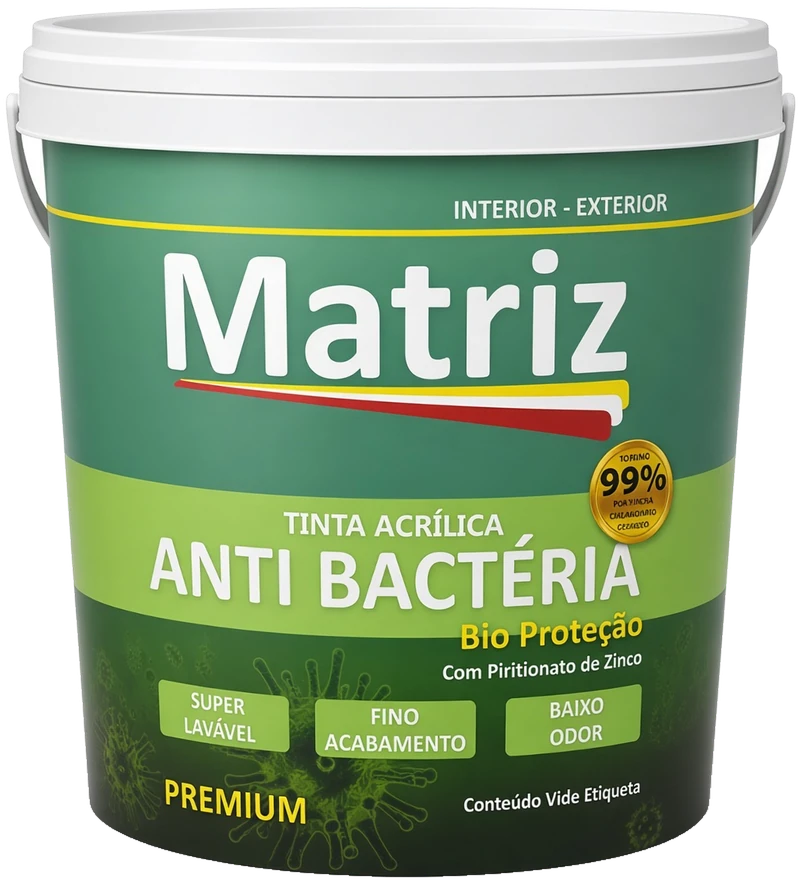 INTERIOR - EXTERIOR
Matriz
99%
TINTA ACRÍLICA
ANTI BACTÉRIA
Bio Proteção
Com Piritionato de Zinco
SUPER
LAVÁVEL
FINO
ACABAMENTO
BAIXO
ODOR
PREMIUM
Conteúdo Vide Etiqueta